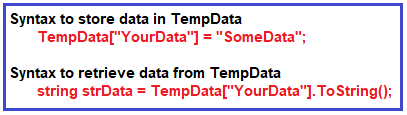 Syntax to store data in TempData
TempData["YourData"] = "SomeData";
Syntax to retrieve data from TempData
string strData = TempData["YourData"].ToString();